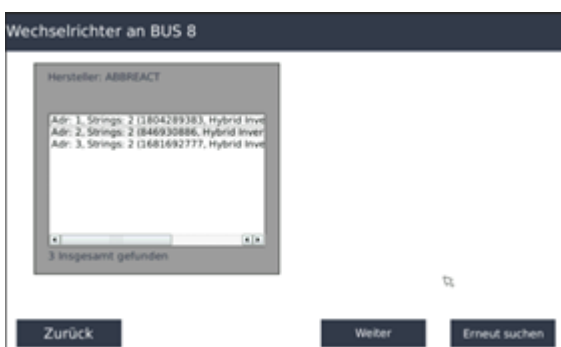 Wechselrichter an BUS 8
Hersteller: ABBREACT
Adr: 1, Strings: 2 (1804289383, Hybrid Inve
Adr: 2, Strings: 2 (846930886, Hybrid Inver
Adr: 3, Strings: 2 (1681692777, Hybrid Inve
3 Insgesamt gefunden
Zurück
Weiter
Erneut suchen